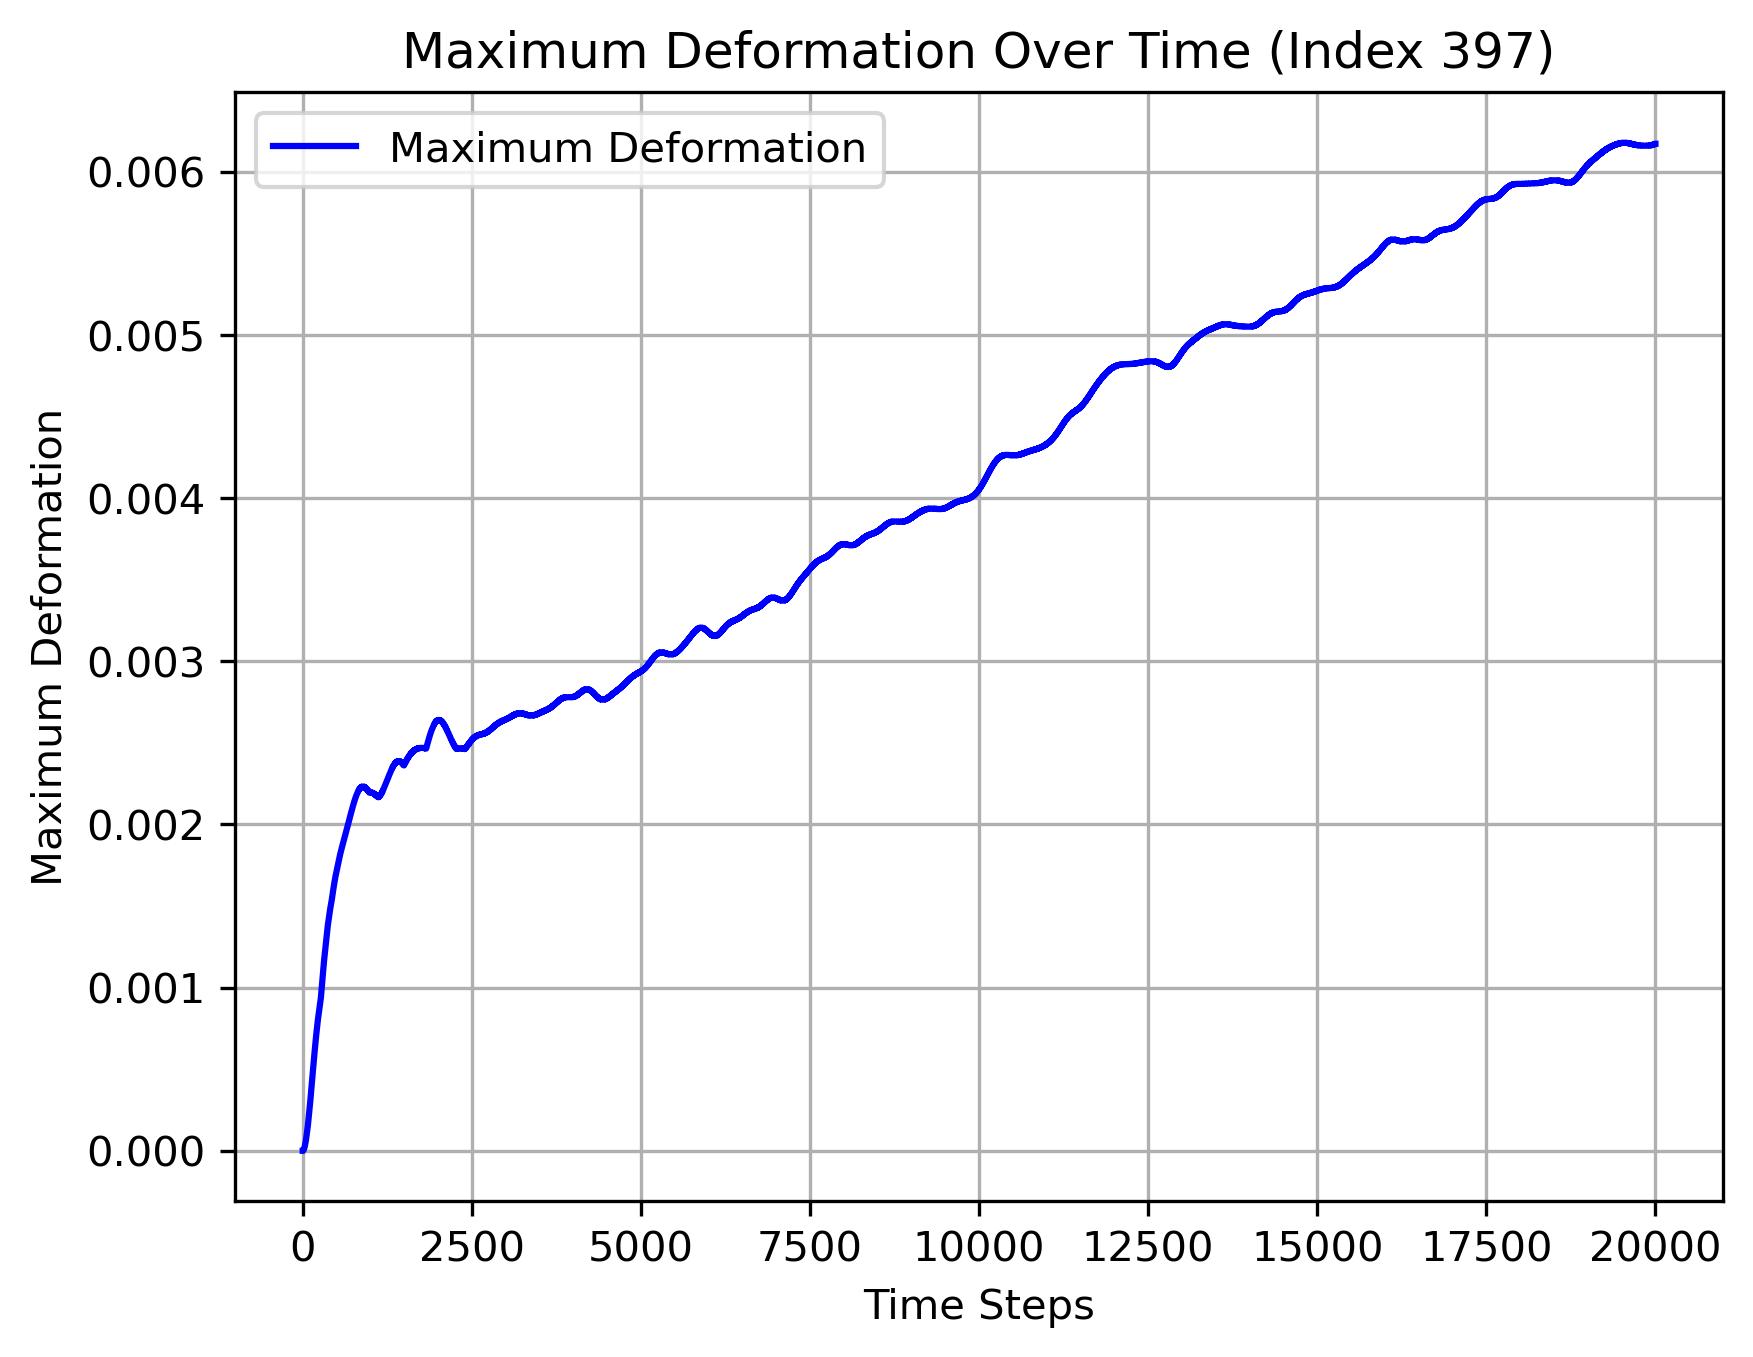 Maximum Deformation Over Time (Index 397)
Maximum Deformation
0.006
0.005
0.004
0.003
0.002
0.001
0.000
Maximum Deformation
0 2500 5000 7500 10000 12500 15000 17500 20000
Time Steps